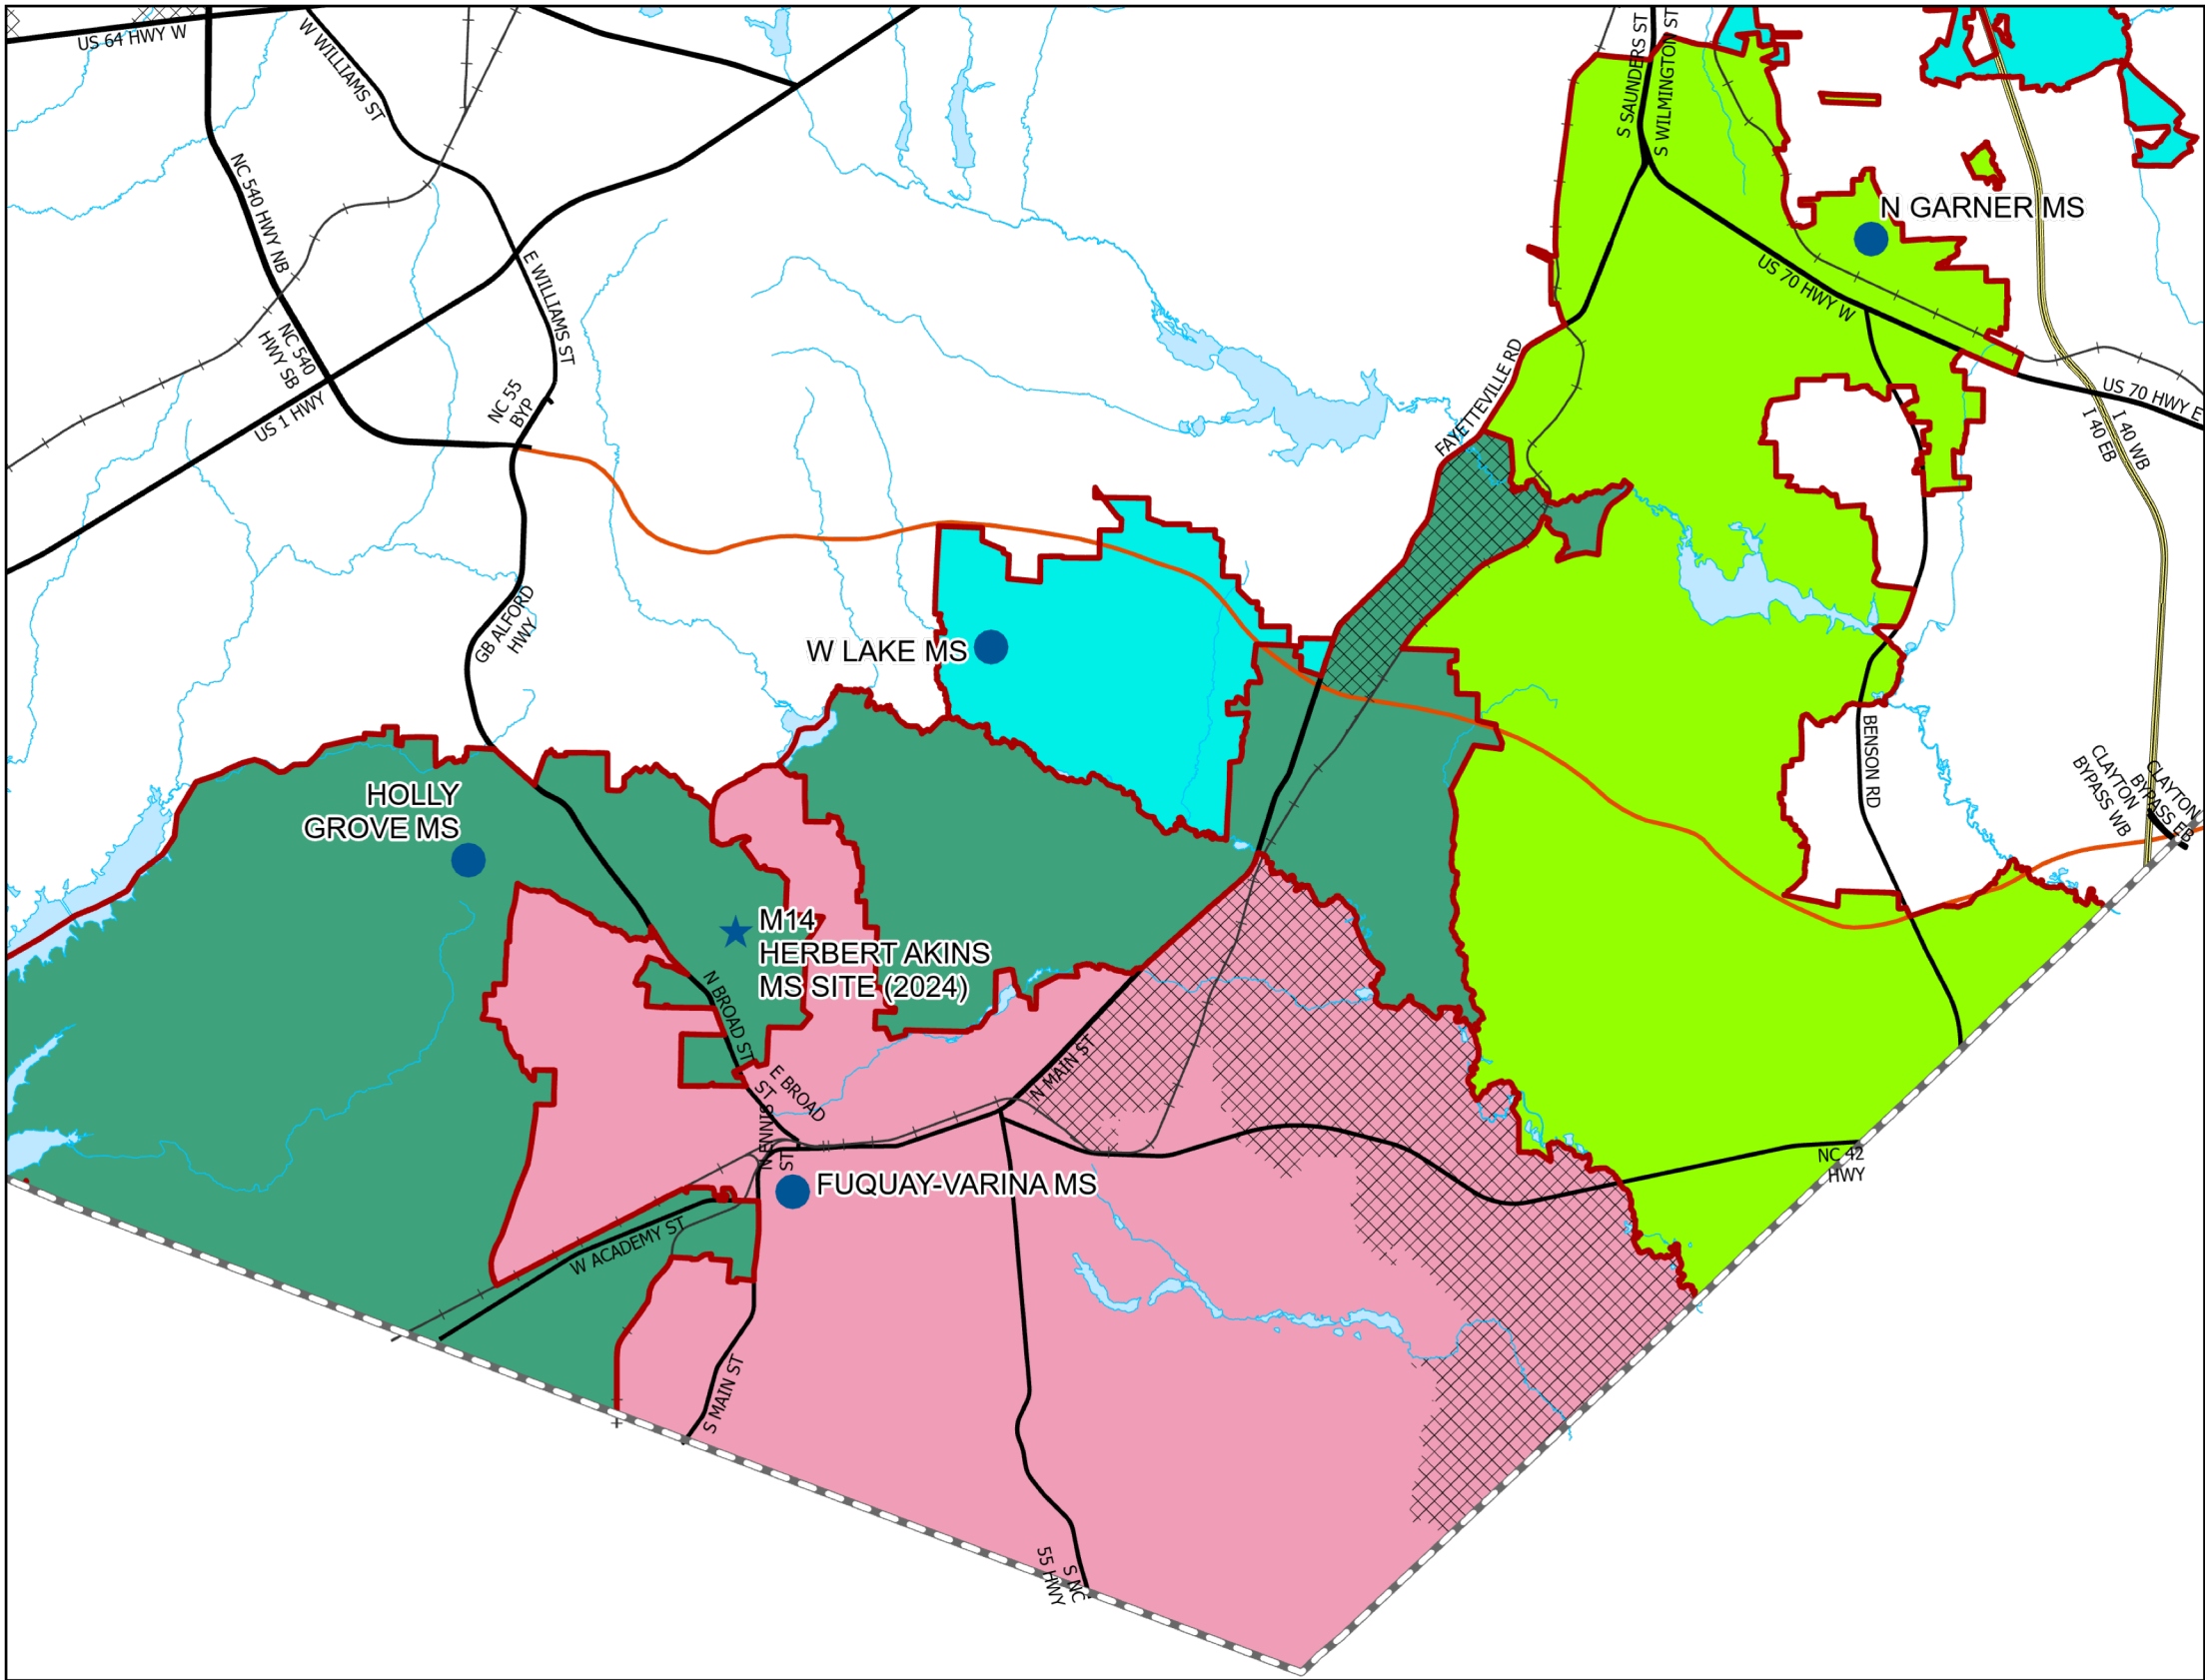 US 64 HWY W
W WILLIAMS ST
S SAUNDERS ST
S WILMINGTON ST
NC 540 HWY NB
N GARNER MS
E WILLIAMS ST
US 70 HWY W
NC 540
HWY SB
US 1 HWY
NC 55
BYP
FAYETTEVILLE RD
US 70 HWY E
I 40 EB
I 40 WB
GB ALFORD
HWY
W LAKE MS
BENSON RD
CLAYTON
BYPASS WB
CLAYTON
BYPASS EB
HOLLY
GROVE MS
M14
HERBERT AKINS
MS SITE (2024)
N BROAD ST
E BROAD
ST
N MAIN ST
N ENNIS
ST
NC 42
HWY
FUQUAY-VARINA MS
W ACADEMY ST
S MAIN ST
S NC
55 HWY